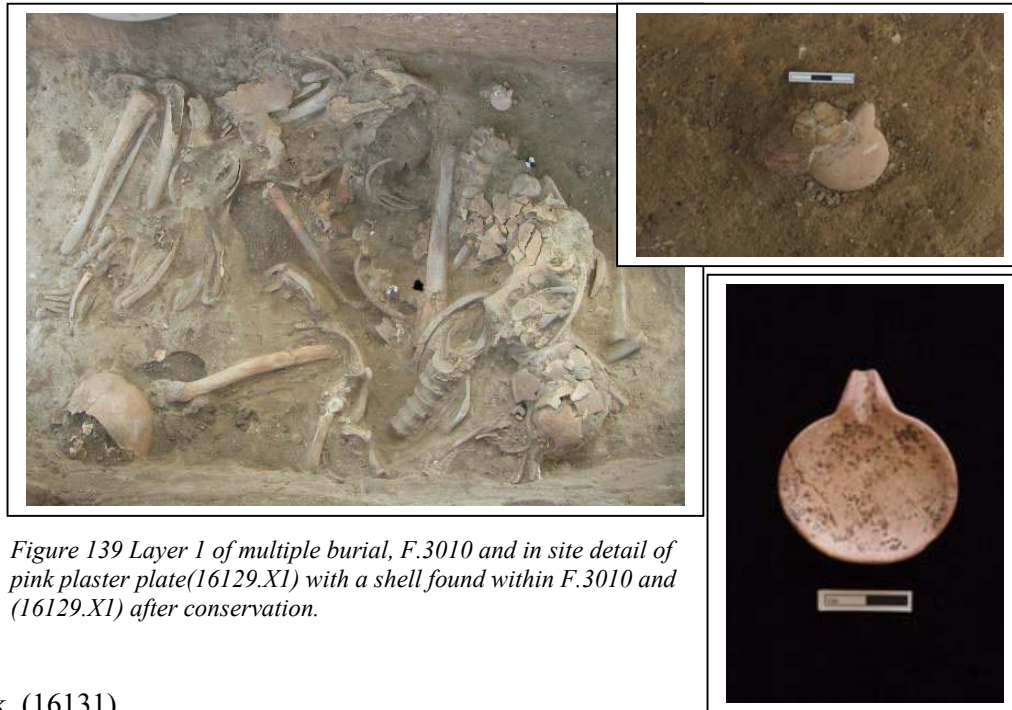 Figure 139 Layer 1 of multiple burial, F.3010 and in site detail of
pink plaster plate(16129.X1) with a shell found within F.3010 and
(16129.X1) after conservation.
(16131)